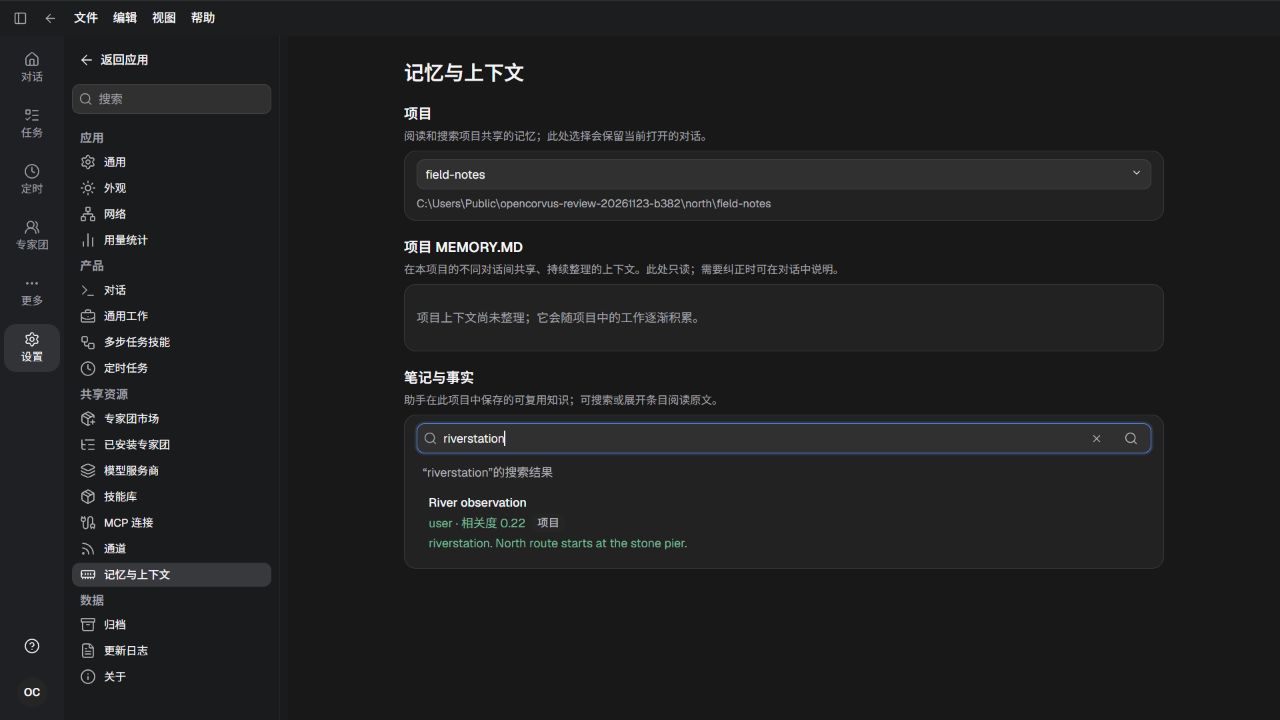 文件 编辑 视图 帮助
对话
任务
定时
专家团
更多
设置
OC
返回应用
搜索
应用
通用
外观
网络
用量统计
产品
对话
通用工作
多步任务技能
定时任务
共享资源
专家团市场
已安装专家团
模型服务商
技能库
MCP 连接
通道
记忆与上下文
数据
归档
更新日志
关于
记忆与上下文
项目
阅读和搜索项目共享的记忆；此处选择会保留当前打开的对话。
field-notes
C:\Users\Public\opencorvus-review-20261123-b382\north\field-notes
项目 MEMORY.MD
在本项目的不同对话间共享、持续整理的上下文。此处只读；需要纠正时可在对话中说明。
项目上下文尚未整理；它会随项目中的工作逐渐积累。
笔记与事实
助手在此项目中保存的可复用知识；可搜索或展开条目阅读原文。
riverstation
“riverstation”的搜索结果
River observation
user · 相关度 0.22 项目
riverstation. North route starts at the stone pier.